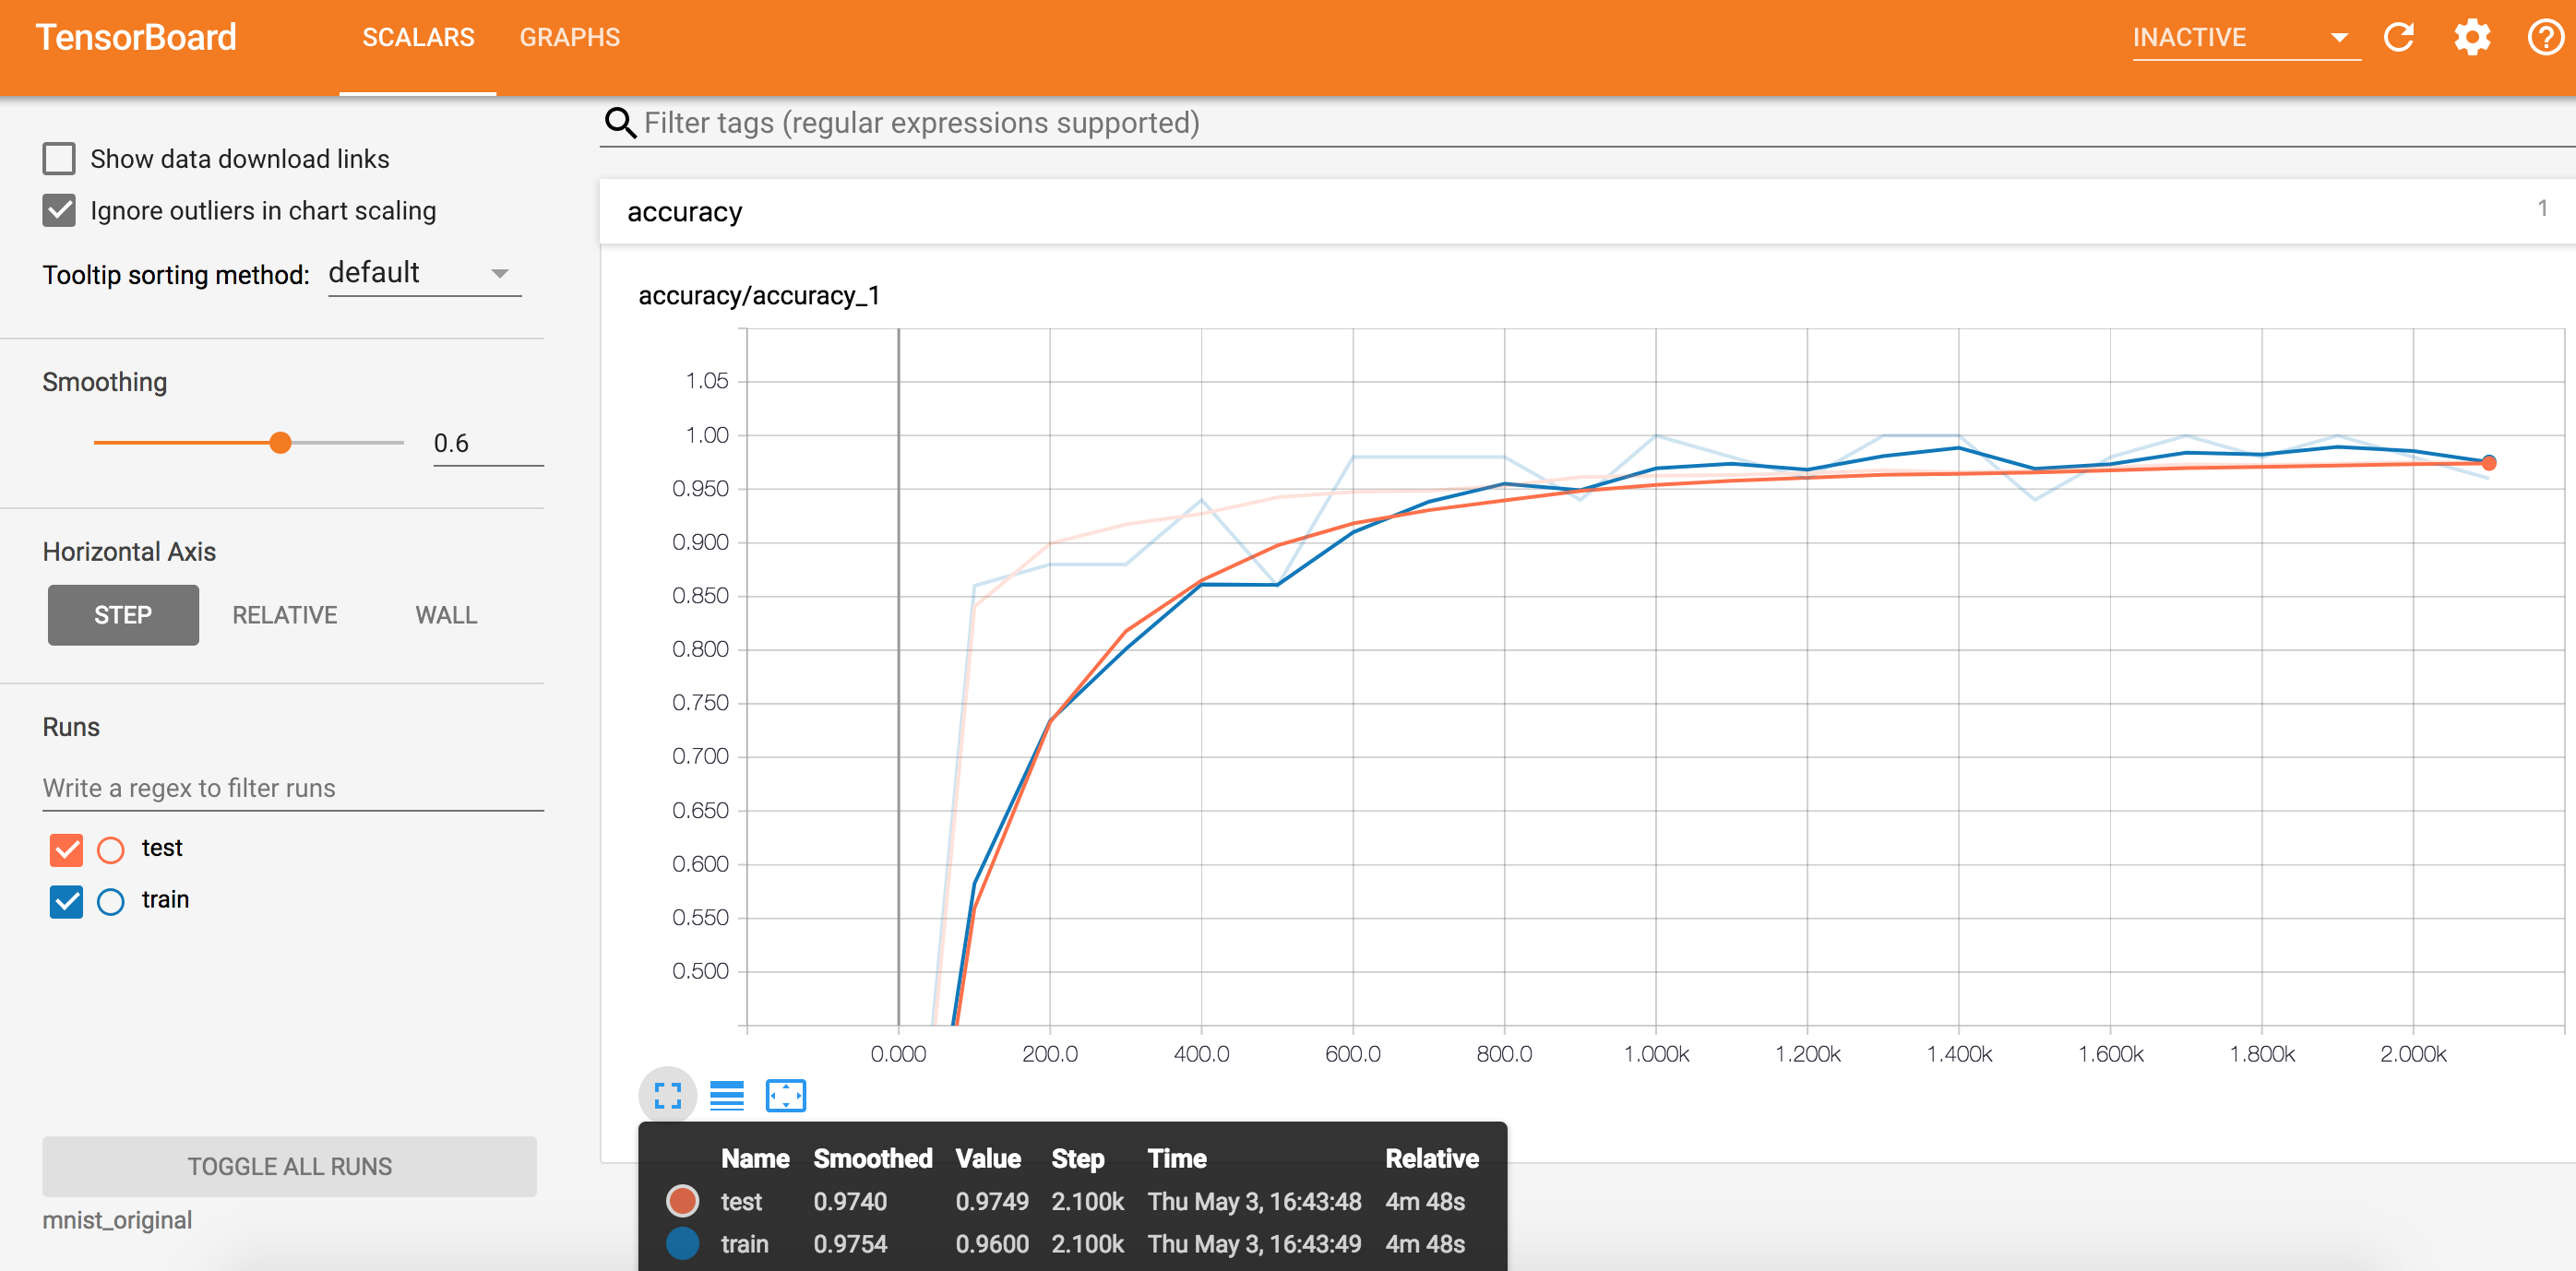 TensorBoard SCALARS GRAPHS INACTIVE
Show data download links
Ignore outliers in chart scaling
Tooltip sorting method: default
Smoothing
0.6
Horizontal Axis
STEP RELATIVE WALL
Runs
Write a regex to filter runs
test
train
TOGGLE ALL RUNS
mnist_original
Filter tags (regular expressions supported)
accuracy 1
accuracy/accuracy_1
1.05
1.00
0.950
0.900
0.850
0.800
0.750
0.700
0.650
0.600
0.550
0.500
0.000 200.0 400.0 600.0 800.0 1.000k 1.200k 1.400k 1.600k 1.800k 2.000k
Name Smoothed Value Step Time Relative
test 0.9740 0.9749 2.100k Thu May 3, 16:43:48 4m 48s
train 0.9754 0.9600 2.100k Thu May 3, 16:43:49 4m 48s